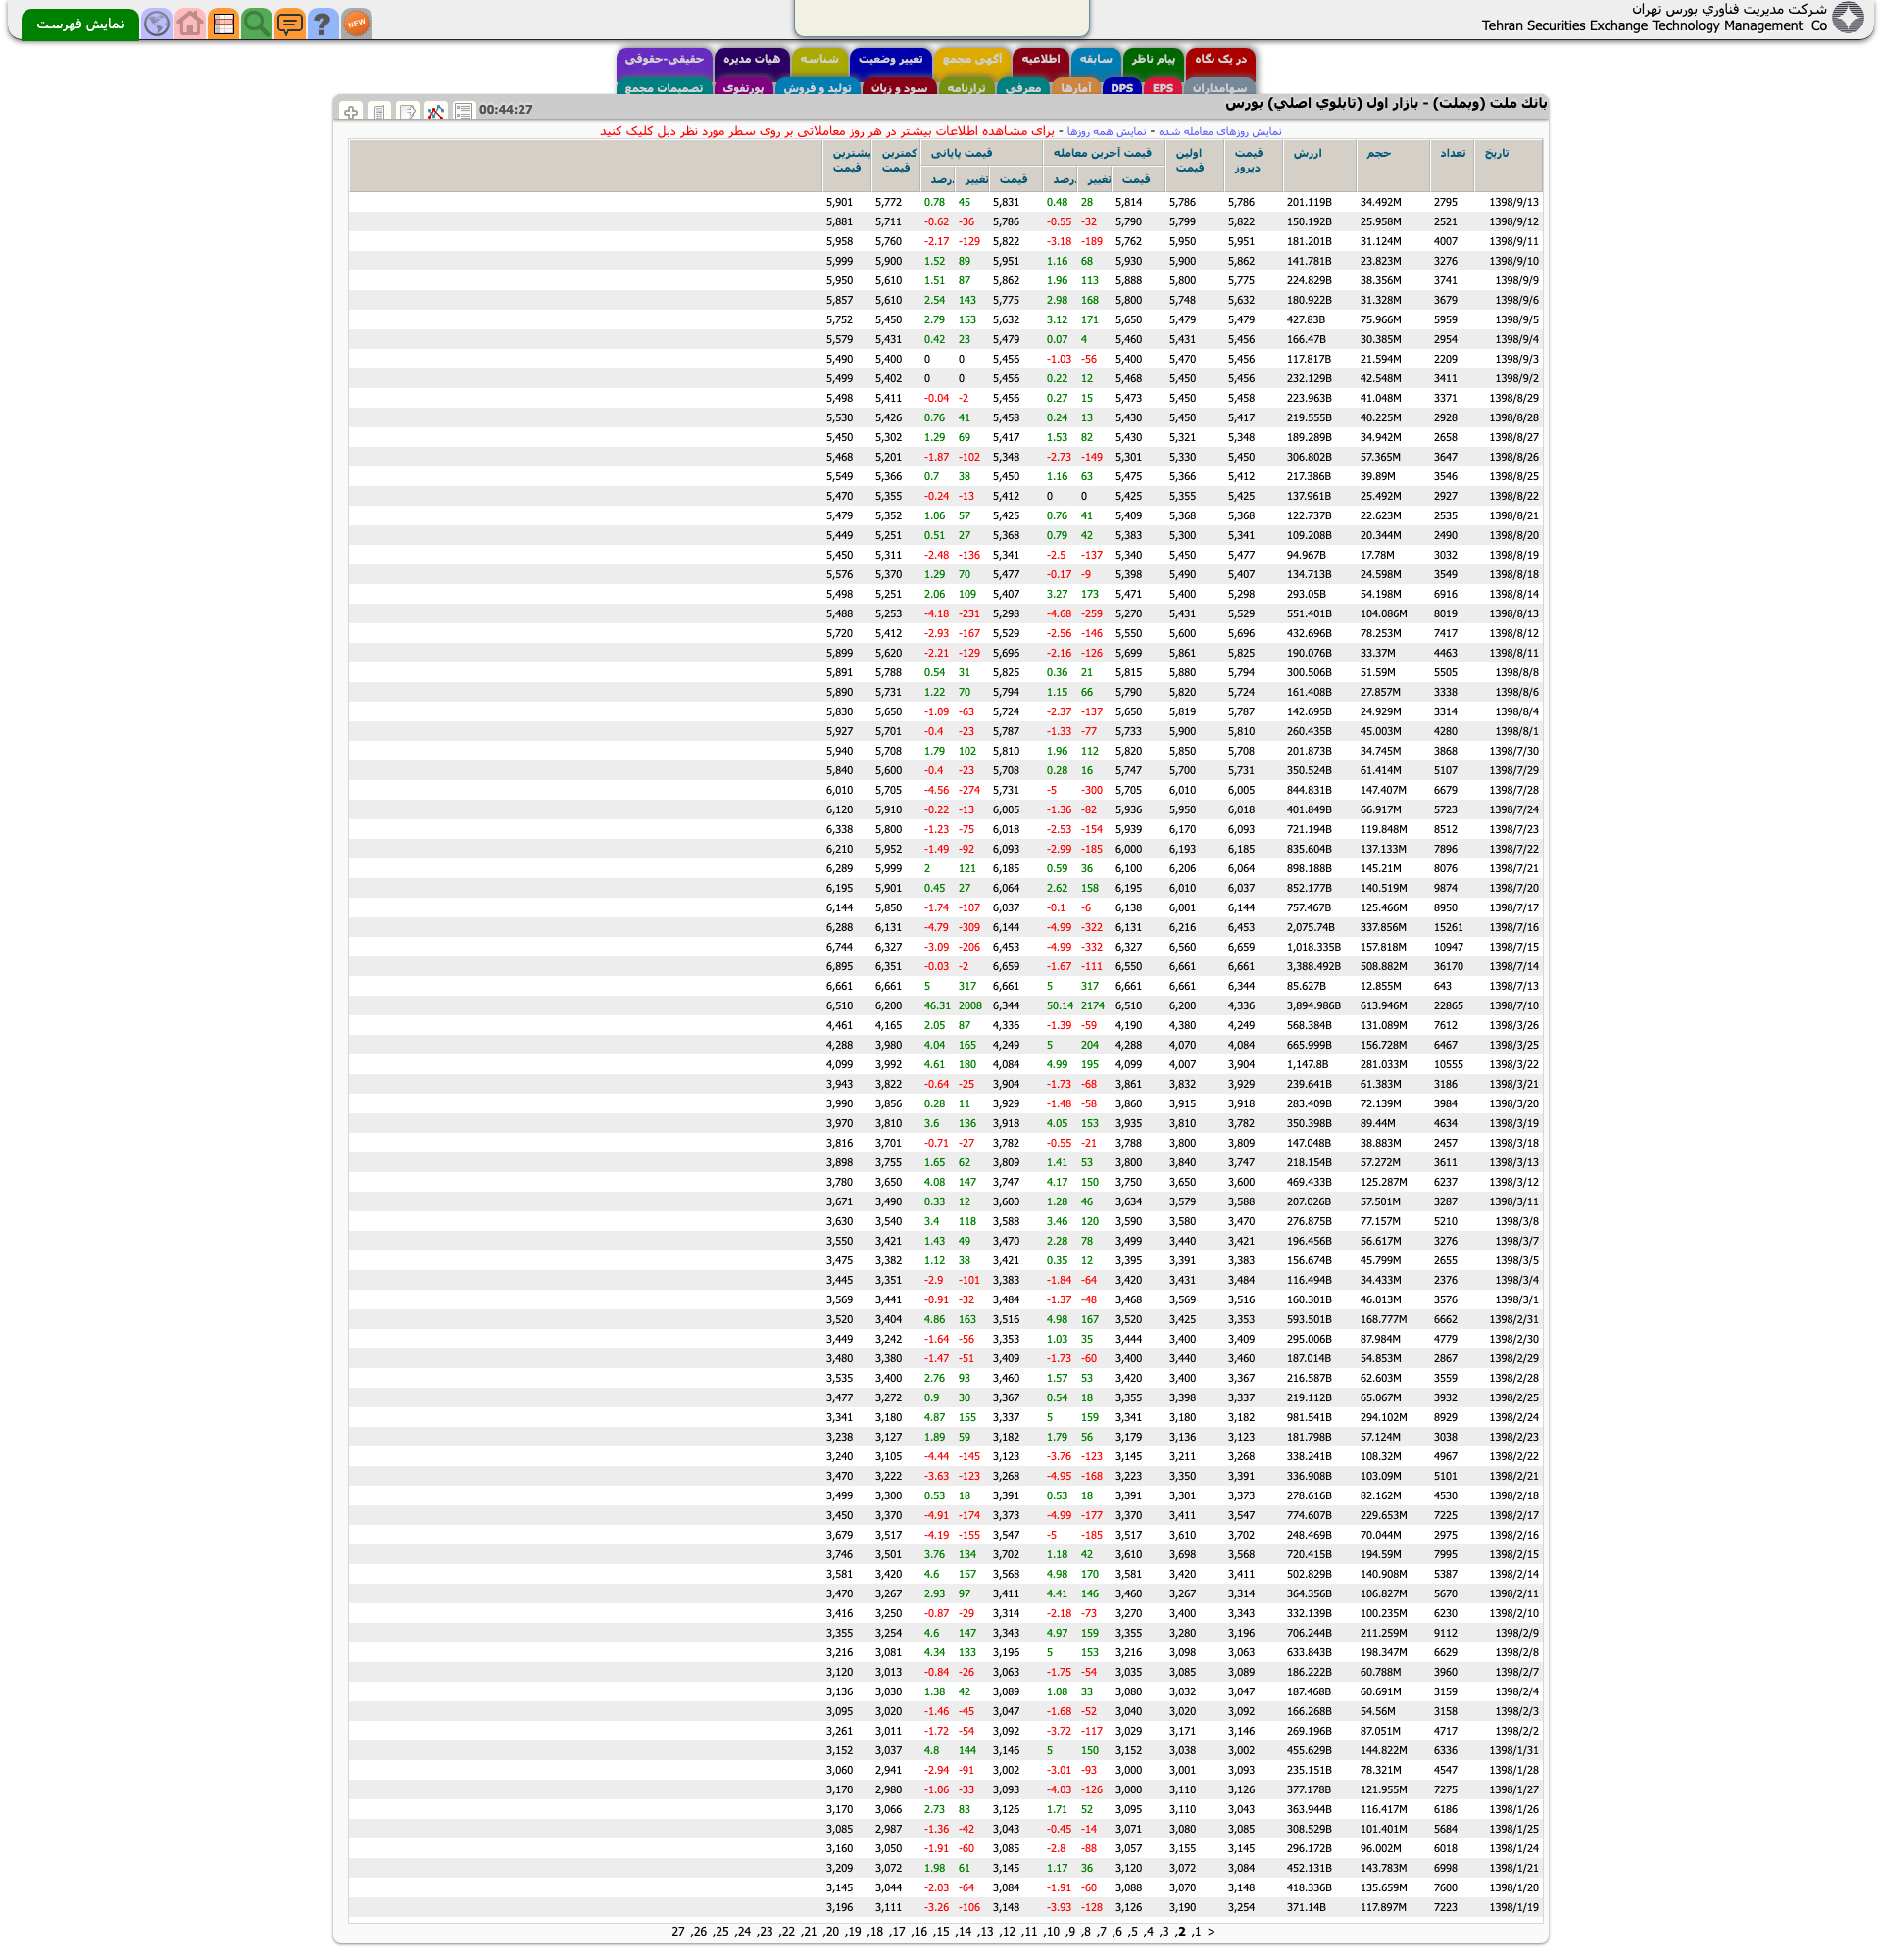 شرکت مدیریت فناوري بورس تهران
Tehran Securities Exchange Technology Management Co
نمایش فهرست
NEW
در یک نگاه پیام ناظر سابقه اطلاعیه آگهی مجمع تغییر وضعیت شناسه هیات مدیره حقیقی-حقوقی
سهامداران EPS DPS آمارها معرفی ترازنامه سود و زیان تولید و فروش پورتفوی تصمیمات مجمع
بانك ملت (وبملت) - بازار اول (تابلوي اصلي) بورس
00:44:27
نمایش روزهای معامله شده - نمایش همه روزها - برای مشاهده اطلاعات بیشتر در هر روز معاملاتی بر روی سطر مورد نظر دبل کلیک کنید
تاریخ تعداد حجم ارزش قیمت دیروز اولین قیمت قیمت آخرین معامله قیمت پایانی کمترین قیمت بیشترین قیمت
قیمت تغییر درصد قیمت تغییر درصد
1398/9/13 2795 34.492M 201.119B 5,786 5,786 5,814 28 0.48 5,831 45 0.78 5,772 5,901
1398/9/12 2521 25.958M 150.192B 5,822 5,799 5,790 -32 -0.55 5,786 -36 -0.62 5,711 5,881
1398/9/11 4007 31.124M 181.201B 5,951 5,950 5,762 -189 -3.18 5,822 -129 -2.17 5,760 5,958
1398/9/10 3276 23.823M 141.781B 5,862 5,900 5,930 68 1.16 5,951 89 1.52 5,900 5,999
1398/9/9 3741 38.356M 224.829B 5,775 5,800 5,888 113 1.96 5,862 87 1.51 5,610 5,950
1398/9/6 3679 31.328M 180.922B 5,632 5,748 5,800 168 2.98 5,775 143 2.54 5,610 5,857
1398/9/5 5959 75.966M 427.83B 5,479 5,479 5,650 171 3.12 5,632 153 2.79 5,450 5,752
1398/9/4 2954 30.385M 166.47B 5,456 5,431 5,460 4 0.07 5,479 23 0.42 5,431 5,579
1398/9/3 2209 21.594M 117.817B 5,456 5,470 5,400 -56 -1.03 5,456 0 0 5,400 5,490
1398/9/2 3411 42.548M 232.129B 5,456 5,450 5,468 12 0.22 5,456 0 0 5,402 5,499
1398/8/29 3371 41.048M 223.963B 5,458 5,450 5,473 15 0.27 5,456 -2 -0.04 5,411 5,498
1398/8/28 2928 40.225M 219.555B 5,417 5,450 5,430 13 0.24 5,458 41 0.76 5,426 5,530
1398/8/27 2658 34.942M 189.289B 5,348 5,321 5,430 82 1.53 5,417 69 1.29 5,302 5,450
1398/8/26 3647 57.365M 306.802B 5,450 5,330 5,301 -149 -2.73 5,348 -102 -1.87 5,201 5,468
1398/8/25 3546 39.89M 217.386B 5,412 5,366 5,475 63 1.16 5,450 38 0.7 5,366 5,549
1398/8/22 2927 25.492M 137.961B 5,425 5,355 5,425 0 0 5,412 -13 -0.24 5,355 5,470
1398/8/21 2535 22.623M 122.737B 5,368 5,368 5,409 41 0.76 5,425 57 1.06 5,352 5,479
1398/8/20 2490 20.344M 109.208B 5,341 5,300 5,383 42 0.79 5,368 27 0.51 5,251 5,449
1398/8/19 3032 17.78M 94.967B 5,477 5,450 5,340 -137 -2.5 5,341 -136 -2.48 5,311 5,450
1398/8/18 3549 24.598M 134.713B 5,407 5,490 5,398 -9 -0.17 5,477 70 1.29 5,370 5,576
1398/8/14 6916 54.198M 293.05B 5,298 5,400 5,471 173 3.27 5,407 109 2.06 5,251 5,498
1398/8/13 8019 104.086M 551.401B 5,529 5,431 5,270 -259 -4.68 5,298 -231 -4.18 5,253 5,488
1398/8/12 7417 78.253M 432.696B 5,696 5,600 5,550 -146 -2.56 5,529 -167 -2.93 5,412 5,720
1398/8/11 4463 33.37M 190.076B 5,825 5,861 5,699 -126 -2.16 5,696 -129 -2.21 5,620 5,899
1398/8/8 5505 51.59M 300.506B 5,794 5,880 5,815 21 0.36 5,825 31 0.54 5,788 5,891
1398/8/6 3338 27.857M 161.408B 5,724 5,820 5,790 66 1.15 5,794 70 1.22 5,731 5,890
1398/8/4 3314 24.929M 142.695B 5,787 5,819 5,650 -137 -2.37 5,724 -63 -1.09 5,650 5,830
1398/8/1 4280 45.003M 260.435B 5,810 5,900 5,733 -77 -1.33 5,787 -23 -0.4 5,701 5,927
1398/7/30 3868 34.745M 201.873B 5,708 5,850 5,820 112 1.96 5,810 102 1.79 5,708 5,940
1398/7/29 5107 61.414M 350.524B 5,731 5,700 5,747 16 0.28 5,708 -23 -0.4 5,600 5,840
1398/7/28 6679 147.407M 844.831B 6,005 6,010 5,705 -300 -5 5,731 -274 -4.56 5,705 6,010
1398/7/24 5723 66.917M 401.849B 6,018 5,950 5,936 -82 -1.36 6,005 -13 -0.22 5,910 6,120
1398/7/23 8512 119.848M 721.194B 6,093 6,170 5,939 -154 -2.53 6,018 -75 -1.23 5,800 6,338
1398/7/22 7896 137.133M 835.604B 6,185 6,193 6,000 -185 -2.99 6,093 -92 -1.49 5,952 6,210
1398/7/21 8076 145.21M 898.188B 6,064 6,206 6,100 36 0.59 6,185 121 2 5,999 6,289
1398/7/20 9874 140.519M 852.177B 6,037 6,010 6,195 158 2.62 6,064 27 0.45 5,901 6,195
1398/7/17 8950 125.466M 757.467B 6,144 6,001 6,138 -6 -0.1 6,037 -107 -1.74 5,850 6,144
1398/7/16 15261 337.856M 2,075.74B 6,453 6,216 6,131 -322 -4.99 6,144 -309 -4.79 6,131 6,288
1398/7/15 10947 157.818M 1,018.335B 6,659 6,560 6,327 -332 -4.99 6,453 -206 -3.09 6,327 6,744
1398/7/14 36170 508.882M 3,388.492B 6,661 6,661 6,550 -111 -1.67 6,659 -2 -0.03 6,351 6,895
1398/7/13 643 12.855M 85.627B 6,344 6,661 6,661 317 5 6,661 317 5 6,661 6,661
1398/7/10 22865 613.946M 3,894.986B 4,336 6,200 6,510 2174 50.14 6,344 2008 46.31 6,200 6,510
1398/3/26 7612 131.089M 568.384B 4,249 4,380 4,190 -59 -1.39 4,336 87 2.05 4,165 4,461
1398/3/25 6467 156.728M 665.999B 4,084 4,070 4,288 204 5 4,249 165 4.04 3,980 4,288
1398/3/22 10555 281.033M 1,147.8B 3,904 4,007 4,099 195 4.99 4,084 180 4.61 3,992 4,099
1398/3/21 3186 61.383M 239.641B 3,929 3,832 3,861 -68 -1.73 3,904 -25 -0.64 3,822 3,943
1398/3/20 3984 72.139M 283.409B 3,918 3,915 3,860 -58 -1.48 3,929 11 0.28 3,856 3,990
1398/3/19 4634 89.44M 350.398B 3,782 3,810 3,935 153 4.05 3,918 136 3.6 3,810 3,970
1398/3/18 2457 38.883M 147.048B 3,809 3,800 3,788 -21 -0.55 3,782 -27 -0.71 3,701 3,816
1398/3/13 3611 57.272M 218.154B 3,747 3,840 3,800 53 1.41 3,809 62 1.65 3,755 3,898
1398/3/12 6237 125.287M 469.433B 3,600 3,650 3,750 150 4.17 3,747 147 4.08 3,650 3,780
1398/3/11 3287 57.501M 207.026B 3,588 3,579 3,634 46 1.28 3,600 12 0.33 3,490 3,671
1398/3/8 5210 77.157M 276.875B 3,470 3,580 3,590 120 3.46 3,588 118 3.4 3,540 3,630
1398/3/7 3276 56.617M 196.456B 3,421 3,440 3,499 78 2.28 3,470 49 1.43 3,421 3,550
1398/3/5 2655 45.799M 156.674B 3,383 3,391 3,395 12 0.35 3,421 38 1.12 3,382 3,475
1398/3/4 2376 34.433M 116.494B 3,484 3,431 3,420 -64 -1.84 3,383 -101 -2.9 3,351 3,445
1398/3/1 3576 46.013M 160.301B 3,516 3,569 3,468 -48 -1.37 3,484 -32 -0.91 3,441 3,569
1398/2/31 6662 168.777M 593.501B 3,353 3,425 3,520 167 4.98 3,516 163 4.86 3,404 3,520
1398/2/30 4779 87.984M 295.006B 3,409 3,400 3,444 35 1.03 3,353 -56 -1.64 3,242 3,449
1398/2/29 2867 54.853M 187.014B 3,460 3,440 3,400 -60 -1.73 3,409 -51 -1.47 3,380 3,480
1398/2/28 3559 62.603M 216.587B 3,367 3,400 3,420 53 1.57 3,460 93 2.76 3,400 3,535
1398/2/25 3932 65.067M 219.112B 3,337 3,398 3,355 18 0.54 3,367 30 0.9 3,272 3,477
1398/2/24 8929 294.102M 981.541B 3,182 3,180 3,341 159 5 3,337 155 4.87 3,180 3,341
1398/2/23 3038 57.124M 181.798B 3,123 3,136 3,179 56 1.79 3,182 59 1.89 3,127 3,238
1398/2/22 4967 108.32M 338.241B 3,268 3,211 3,145 -123 -3.76 3,123 -145 -4.44 3,105 3,240
1398/2/21 5101 103.09M 336.908B 3,391 3,350 3,223 -168 -4.95 3,268 -123 -3.63 3,222 3,470
1398/2/18 4530 82.162M 278.616B 3,373 3,301 3,391 18 0.53 3,391 18 0.53 3,300 3,499
1398/2/17 7225 229.653M 774.607B 3,547 3,411 3,370 -177 -4.99 3,373 -174 -4.91 3,370 3,450
1398/2/16 2975 70.044M 248.469B 3,702 3,610 3,517 -185 -5 3,547 -155 -4.19 3,517 3,679
1398/2/15 7995 194.59M 720.415B 3,568 3,698 3,610 42 1.18 3,702 134 3.76 3,501 3,746
1398/2/14 5387 140.908M 502.829B 3,411 3,420 3,581 170 4.98 3,568 157 4.6 3,420 3,581
1398/2/11 5670 106.827M 364.356B 3,314 3,267 3,460 146 4.41 3,411 97 2.93 3,267 3,470
1398/2/10 6230 100.235M 332.139B 3,343 3,400 3,270 -73 -2.18 3,314 -29 -0.87 3,250 3,416
1398/2/9 9112 211.259M 706.244B 3,196 3,280 3,355 159 4.97 3,343 147 4.6 3,254 3,355
1398/2/8 6629 198.347M 633.843B 3,063 3,098 3,216 153 5 3,196 133 4.34 3,081 3,216
1398/2/7 3960 60.788M 186.222B 3,089 3,085 3,035 -54 -1.75 3,063 -26 -0.84 3,013 3,120
1398/2/4 3159 60.691M 187.468B 3,047 3,032 3,080 33 1.08 3,089 42 1.38 3,030 3,136
1398/2/3 3158 54.56M 166.268B 3,092 3,020 3,040 -52 -1.68 3,047 -45 -1.46 3,020 3,095
1398/2/2 4717 87.051M 269.196B 3,146 3,171 3,029 -117 -3.72 3,092 -54 -1.72 3,011 3,261
1398/1/31 6336 144.822M 455.629B 3,002 3,038 3,152 150 5 3,146 144 4.8 3,037 3,152
1398/1/28 4547 78.321M 235.151B 3,093 3,001 3,000 -93 -3.01 3,002 -91 -2.94 2,941 3,060
1398/1/27 7275 121.955M 377.178B 3,126 3,110 3,000 -126 -4.03 3,093 -33 -1.06 2,980 3,170
1398/1/26 6186 116.417M 363.944B 3,043 3,110 3,095 52 1.71 3,126 83 2.73 3,066 3,170
1398/1/25 5684 101.401M 308.529B 3,085 3,080 3,071 -14 -0.45 3,043 -42 -1.36 2,987 3,085
1398/1/24 6018 96.002M 296.172B 3,145 3,155 3,057 -88 -2.8 3,085 -60 -1.91 3,050 3,160
1398/1/21 6998 143.783M 452.131B 3,084 3,072 3,120 36 1.17 3,145 61 1.98 3,072 3,209
1398/1/20 7600 135.659M 418.336B 3,148 3,070 3,088 -60 -1.91 3,084 -64 -2.03 3,044 3,145
1398/1/19 7223 117.897M 371.14B 3,254 3,190 3,126 -128 -3.93 3,148 -106 -3.26 3,111 3,196
< 1, 2, 3, 4, 5, 6, 7, 8, 9, 10, 11, 12, 13, 14, 15, 16, 17, 18, 19, 20, 21, 22, 23, 24, 25, 26, 27